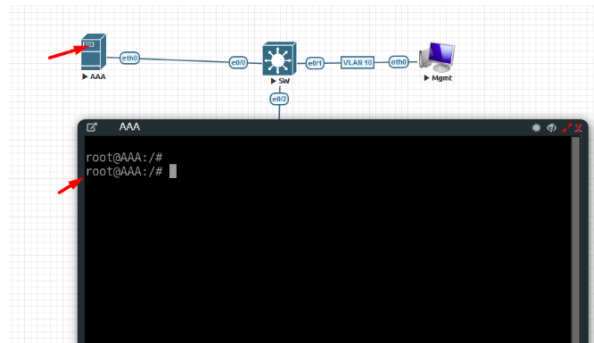 eth0
e0/0
e0/1
VLAN 10
eth0
AAA
SW
Mgmt
e0/2
AAA
root@AAA:/#
root@AAA:/#